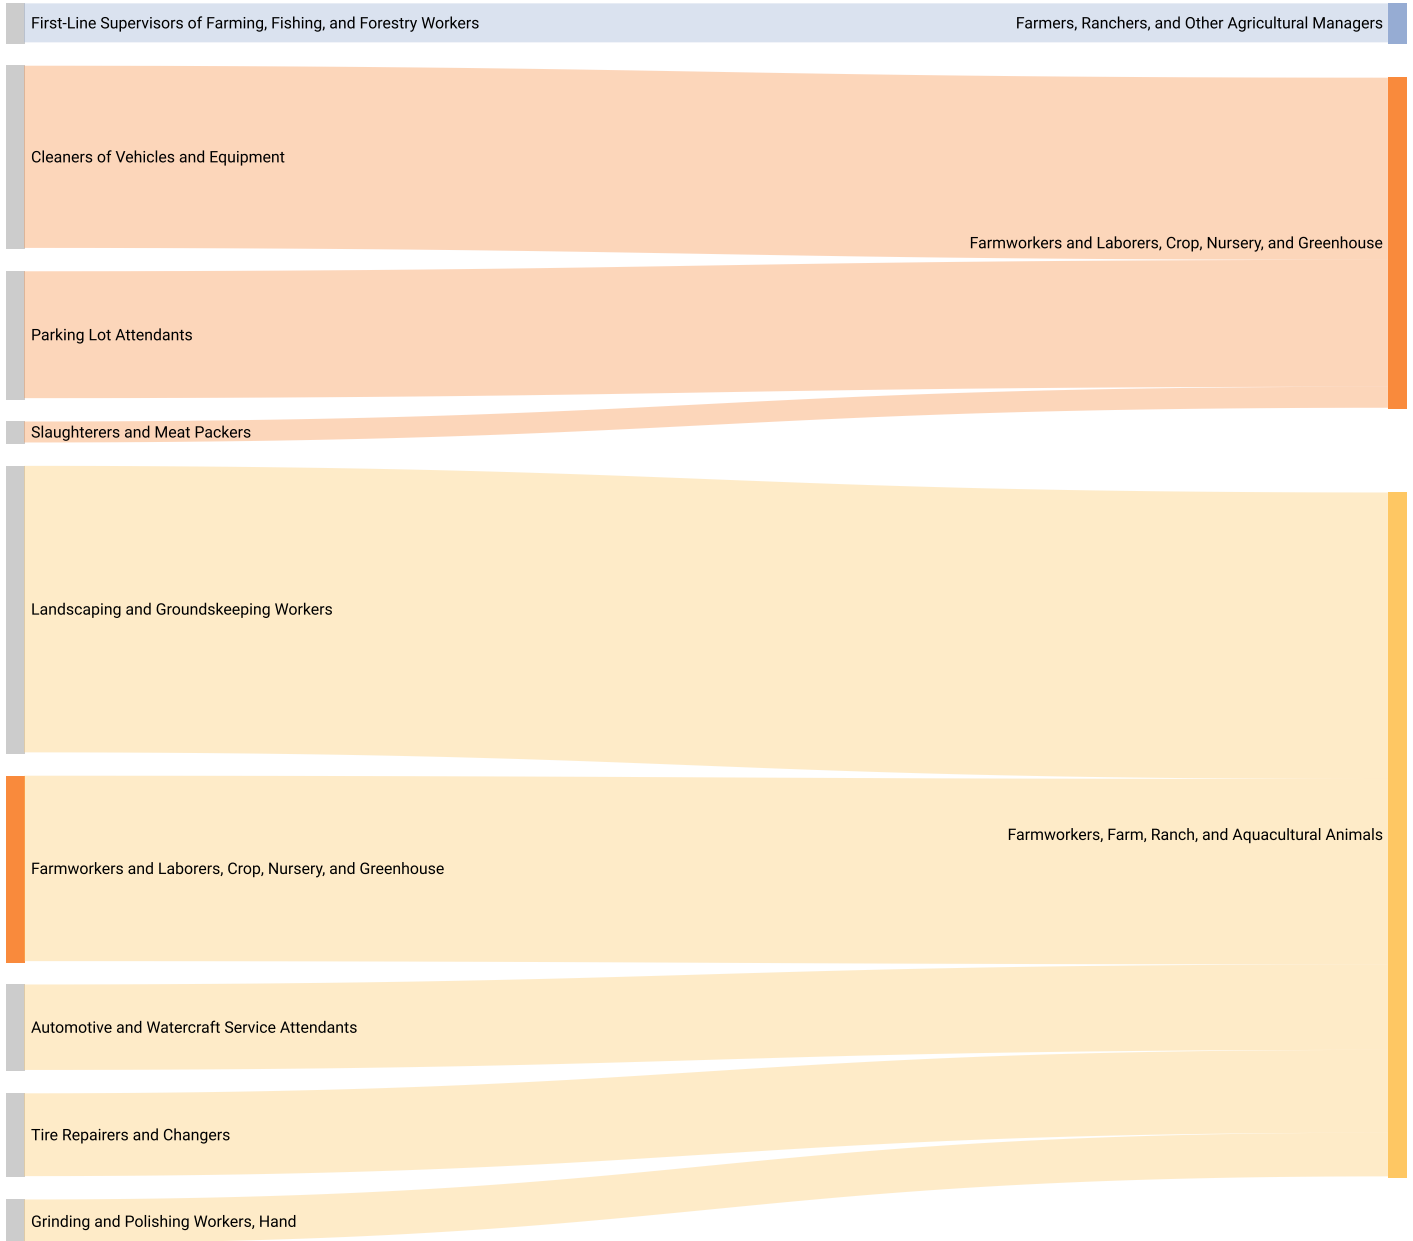 First-Line Supervisors of Farming, Fishing, and Forestry Workers
Farmers, Ranchers, and Other Agricultural Managers
Cleaners of Vehicles and Equipment
Farmworkers and Laborers, Crop, Nursery, and Greenhouse
Parking Lot Attendants
Slaughterers and Meat Packers
Landscaping and Groundskeeping Workers
Farmworkers, Farm, Ranch, and Aquacultural Animals
Farmworkers and Laborers, Crop, Nursery, and Greenhouse
Automotive and Watercraft Service Attendants
Tire Repairers and Changers
Grinding and Polishing Workers, Hand